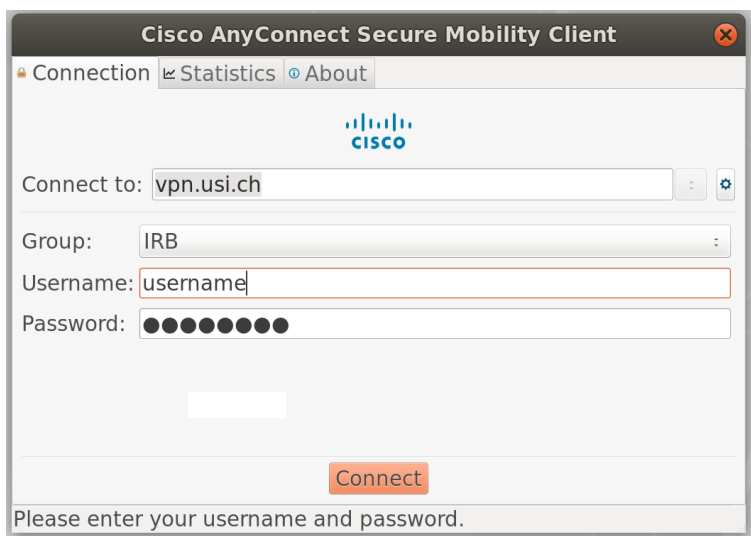 Cisco AnyConnect Secure Mobility Client
Connection Statistics About
CISCO
Connect to: vpn.usi.ch
Group: IRB
Username: username
Password: ●●●●●●●●
Connect
Please enter your username and password.